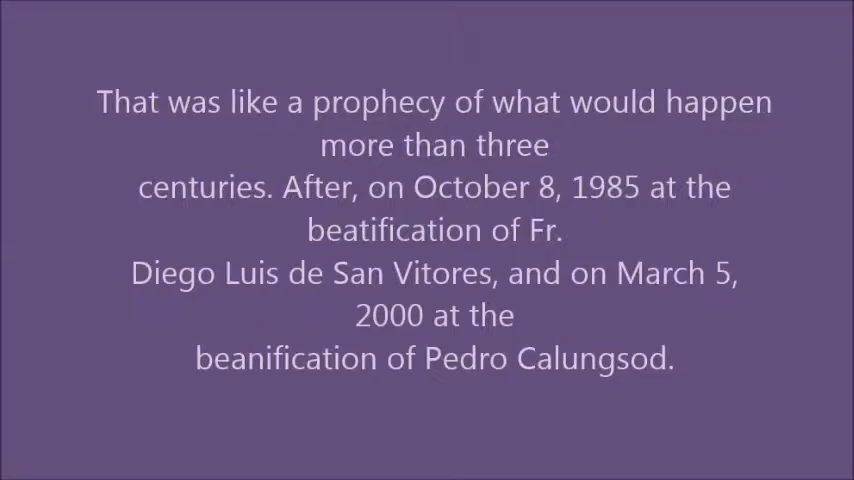 That was like a prophecy of what would happen
more than three
centuries. After, on October 8, 1985 at the
beatification of Fr.
Diego Luis de San Vitores, and on March 5,
2000 at the
beanification of Pedro Calungsod.